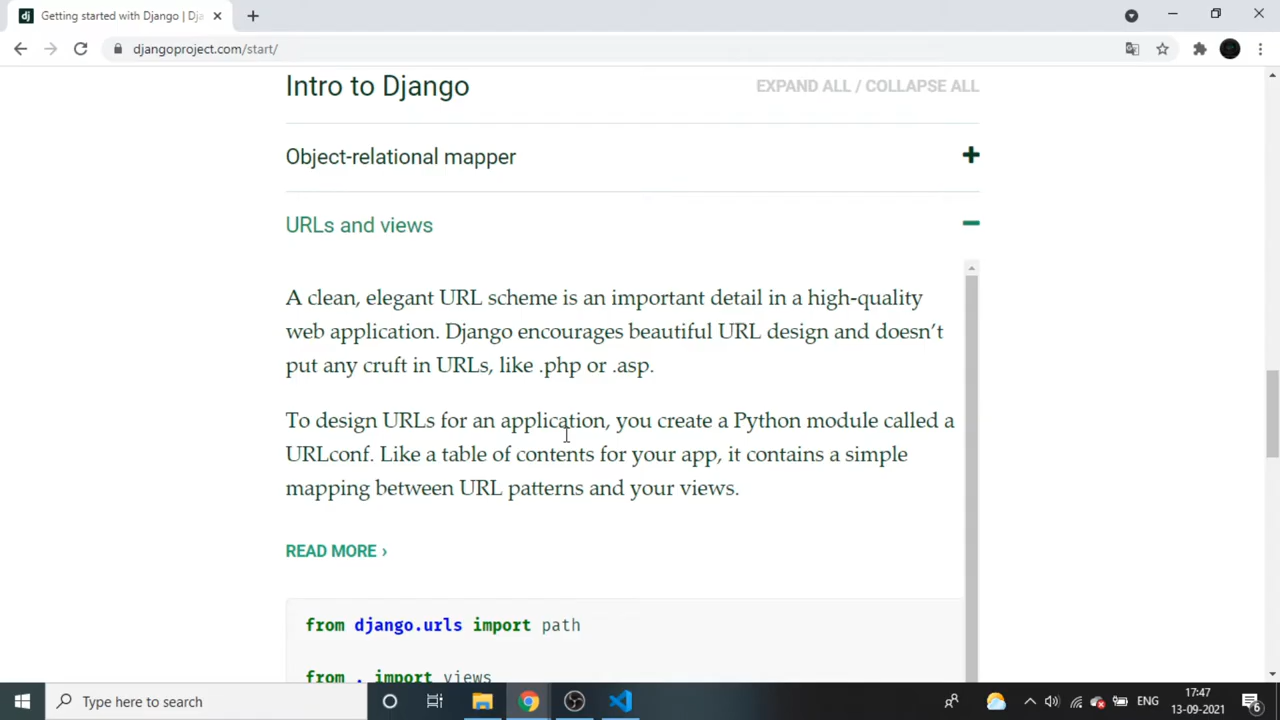 Getting started with Django | Dj
djangoproject.com/start/
Intro to Django
EXPAND ALL / COLLAPSE ALL
Object-relational mapper
URLs and views
A clean, elegant URL scheme is an important detail in a high-quality
web application. Django encourages beautiful URL design and doesn’t
put any cruft in URLs, like .php or .asp.
To design URLs for an application, you create a Python module called a
URLconf. Like a table of contents for your app, it contains a simple
mapping between URL patterns and your views.
READ MORE ›
from django.urls import path
from . import views
Type here to search
ENG
17:47
13-09-2021
6